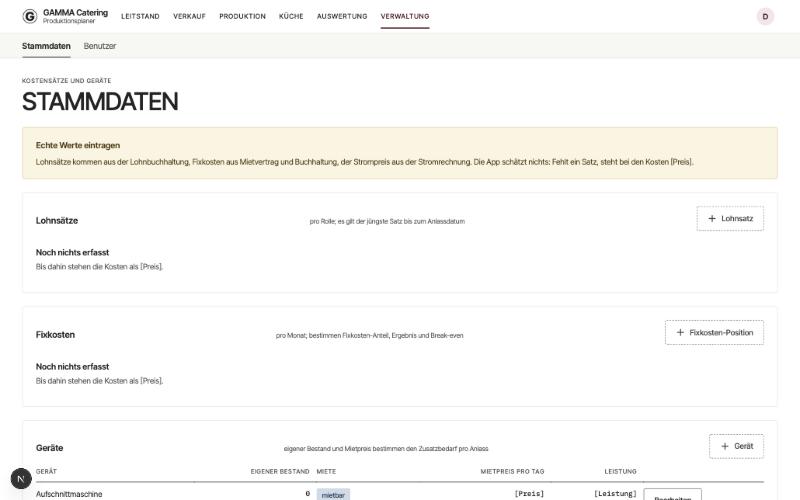 G GAMMA Catering
Produktionsplaner
LEITSTAND VERKAUF PRODUKTION KÜCHE AUSWERTUNG VERWALTUNG D
Stammdaten Benutzer
KOSTENSÄTZE UND GERÄTE
STAMMDATEN
Echte Werte eintragen
Lohnsätze kommen aus der Lohnbuchhaltung, Fixkosten aus Mietvertrag und Buchhaltung, der Strompreis aus der Stromrechnung. Die App schätzt nichts: Fehlt ein Satz, steht bei den Kosten [Preis].
Lohnsätze pro Rolle; es gilt der jüngste Satz bis zum Anlassdatum + Lohnsatz
Noch nichts erfasst
Bis dahin stehen die Kosten als [Preis].
Fixkosten pro Monat; bestimmen Fixkosten-Anteil, Ergebnis und Break-even + Fixkosten-Position
Noch nichts erfasst
Bis dahin stehen die Kosten als [Preis].
Geräte eigener Bestand und Mietpreis bestimmen den Zusatzbedarf pro Anlass + Gerät
GERÄT EIGENER BESTAND MIETE MIETPREIS PRO TAG LEISTUNG
N Aufschnittmaschine 0 mietbar [Preis] [Leistung] Bearbeiten